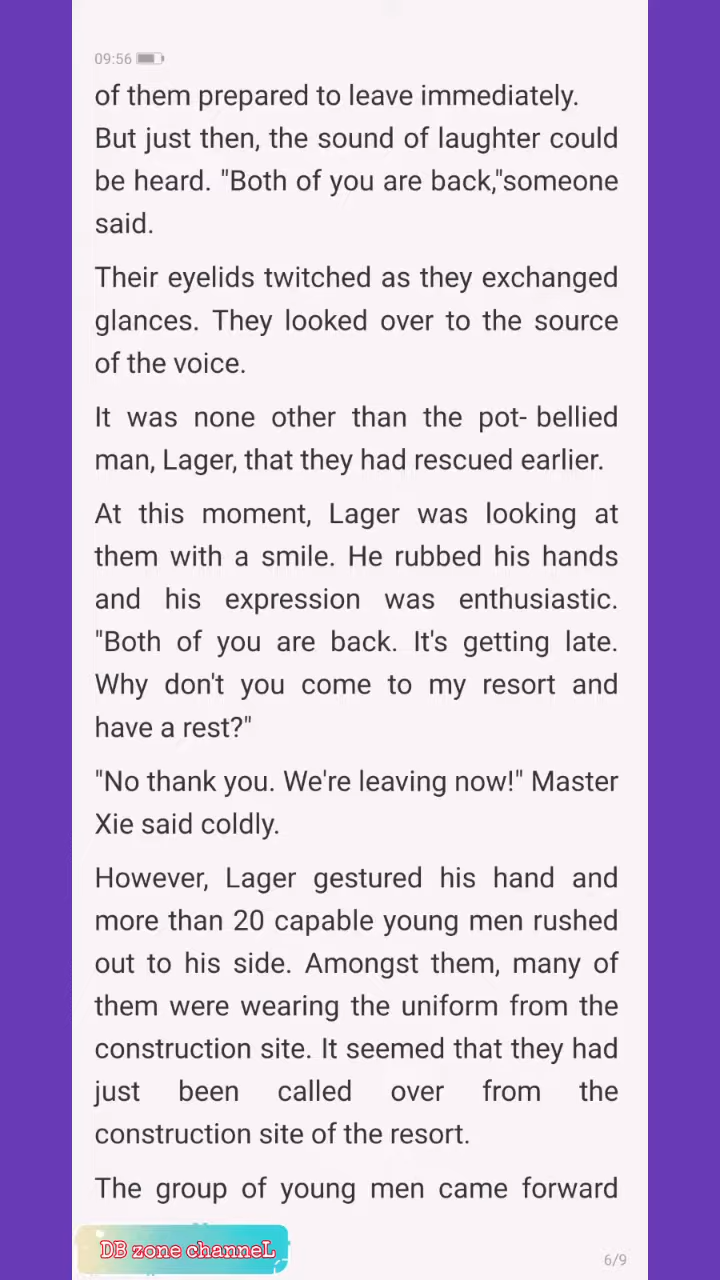 09:56
of them prepared to leave immediately.
But just then, the sound of laughter could
be heard. "Both of you are back,"someone
said.
Their eyelids twitched as they exchanged
glances. They looked over to the source
of the voice.
It was none other than the pot- bellied
man, Lager, that they had rescued earlier.
At this moment, Lager was looking at
them with a smile. He rubbed his hands
and his expression was enthusiastic.
"Both of you are back. It's getting late.
Why don't you come to my resort and
have a rest?"
"No thank you. We're leaving now!" Master
Xie said coldly.
However, Lager gestured his hand and
more than 20 capable young men rushed
out to his side. Amongst them, many of
them were wearing the uniform from the
construction site. It seemed that they had
just been called over from the
construction site of the resort.
The group of young men came forward
DB zone channeL
6/9